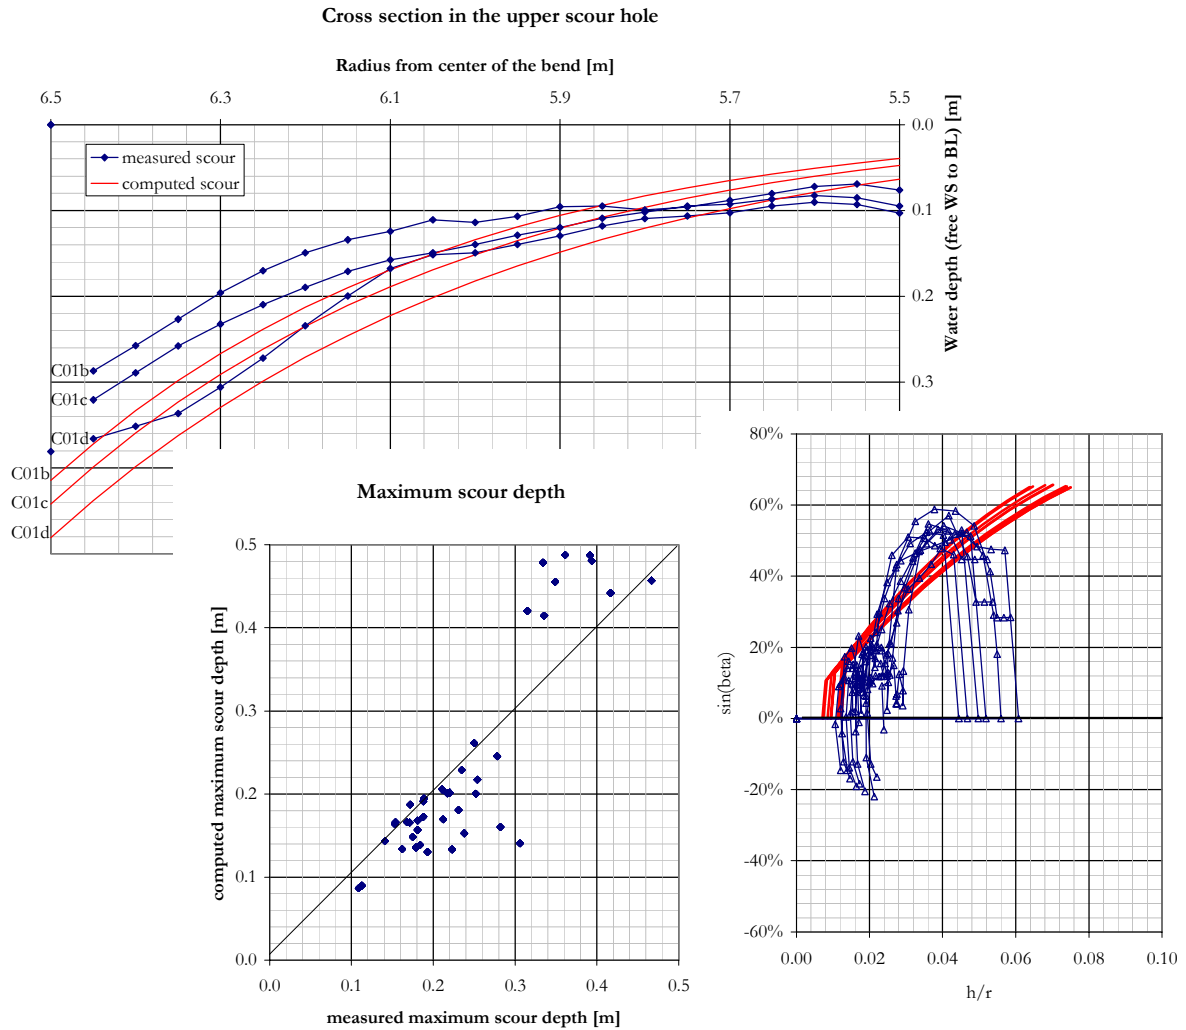 Cross section in the upper scour hole
Radius from center of the bend [m]
6.5 6.3 6.1 5.9 5.7 5.5
measured scour
computed scour
0.0
0.1
0.2
0.3
Water depth (free WS to BL) [m]
C01b
C01c
C01d
C01b
C01c
C01d
Maximum scour depth
computed maximum scour depth [m]
0.5
0.4
0.3
0.2
0.1
0.0
0.0 0.1 0.2 0.3 0.4 0.5
measured maximum scour depth [m]
sin(beta)
80%
60%
40%
20%
0%
-20%
-40%
-60%
0.00 0.02 0.04 0.06 0.08 0.10
h/r